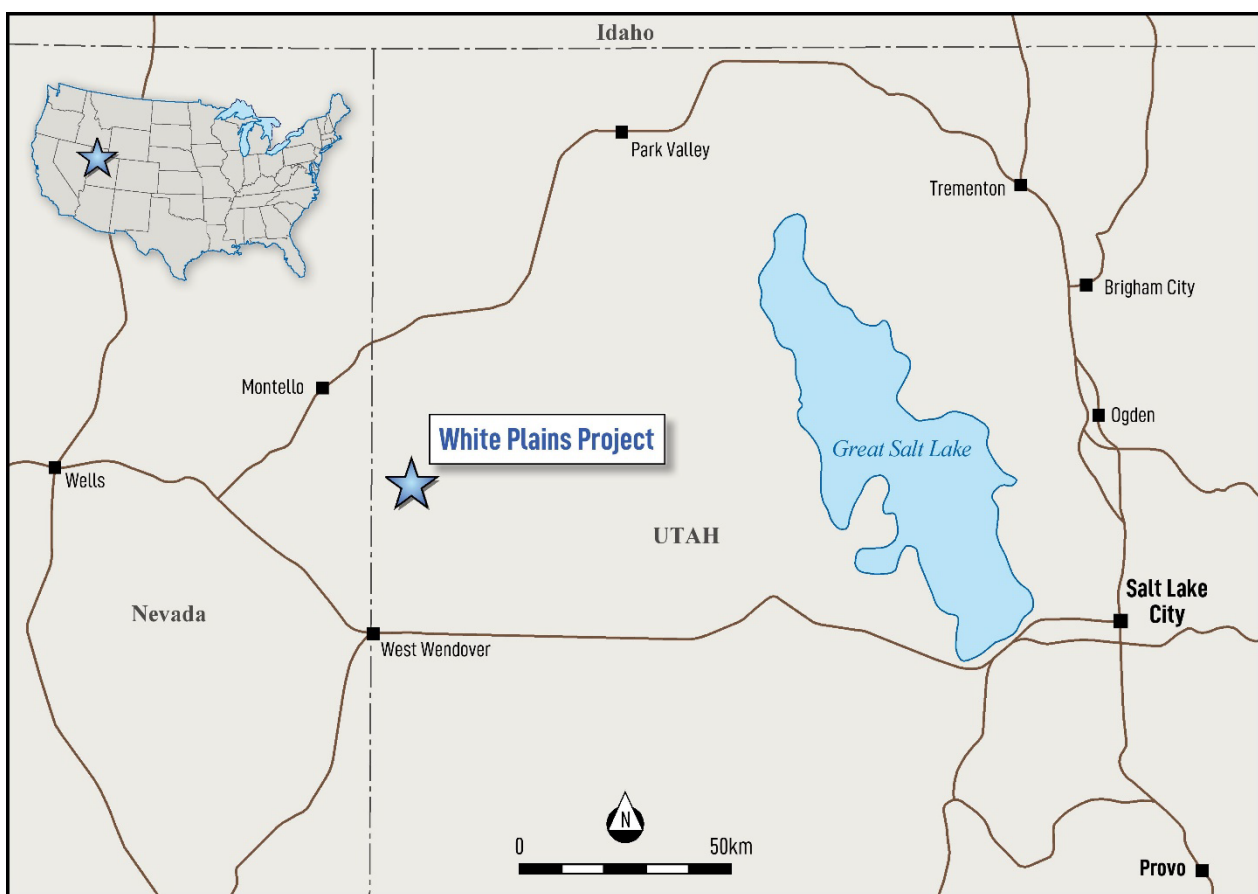 Idaho
Park Valley
Trementon
Brigham City
Montello
White Plains Project
Ogden
Great Salt Lake
Wells
UTAH
Salt Lake
City
Nevada
West Wendover
N
0 50km
Provo